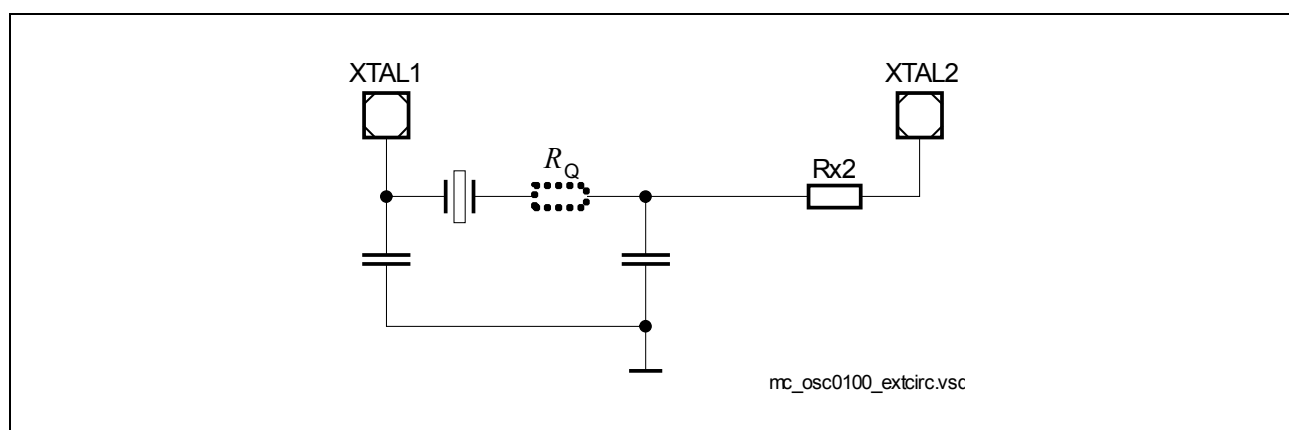 XTAL1
XTAL2
RQ
Rx2
mc_osc0100_extcirc.vsd